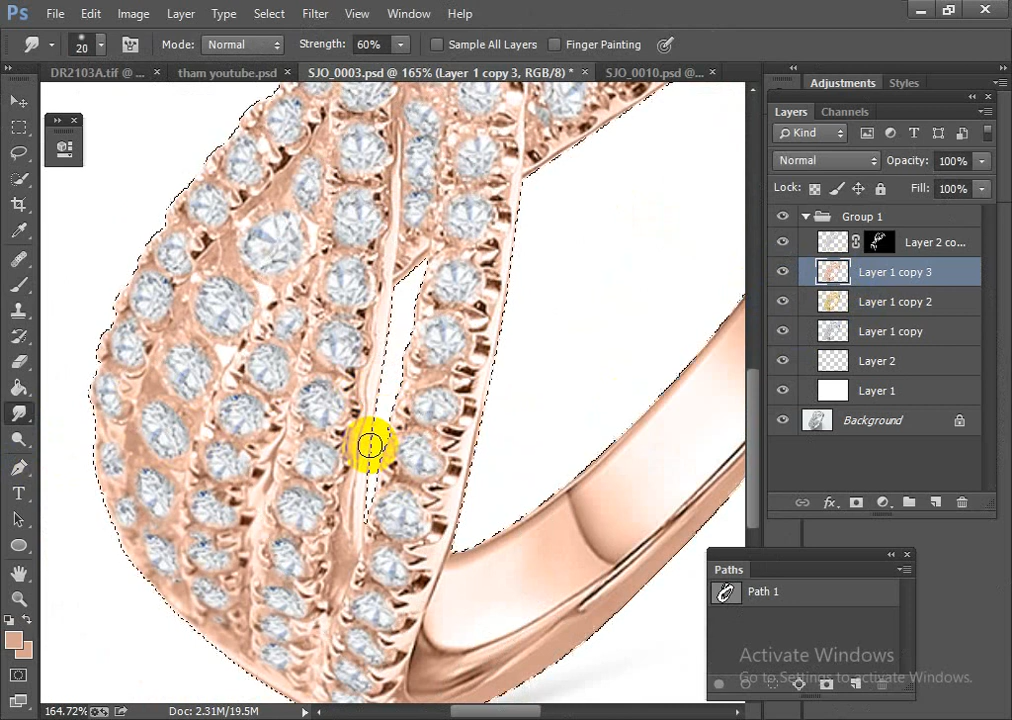 Ps File Edit Image Layer Type Select Filter View Window Help
20 Mode: Normal Strength: 60% Sample All Layers Finger Painting
DR2103A.tif @ ... × tham youtube.psd × SJO_0003.psd @ 165% (Layer 1 copy 3, RGB/8) * × SJO_0010.psd @... ×
Adjustments Styles
Layers Channels
Kind
Normal Opacity: 100%
Lock: Fill: 100%
Group 1
Layer 2 co...
Layer 1 copy 3
Layer 1 copy 2
Layer 1 copy
Layer 2
Layer 1
Background
fx
Paths
Path 1
Activate Windows
Go to Settings to activate Windows.
164.72% Doc: 2.31M/19.5M